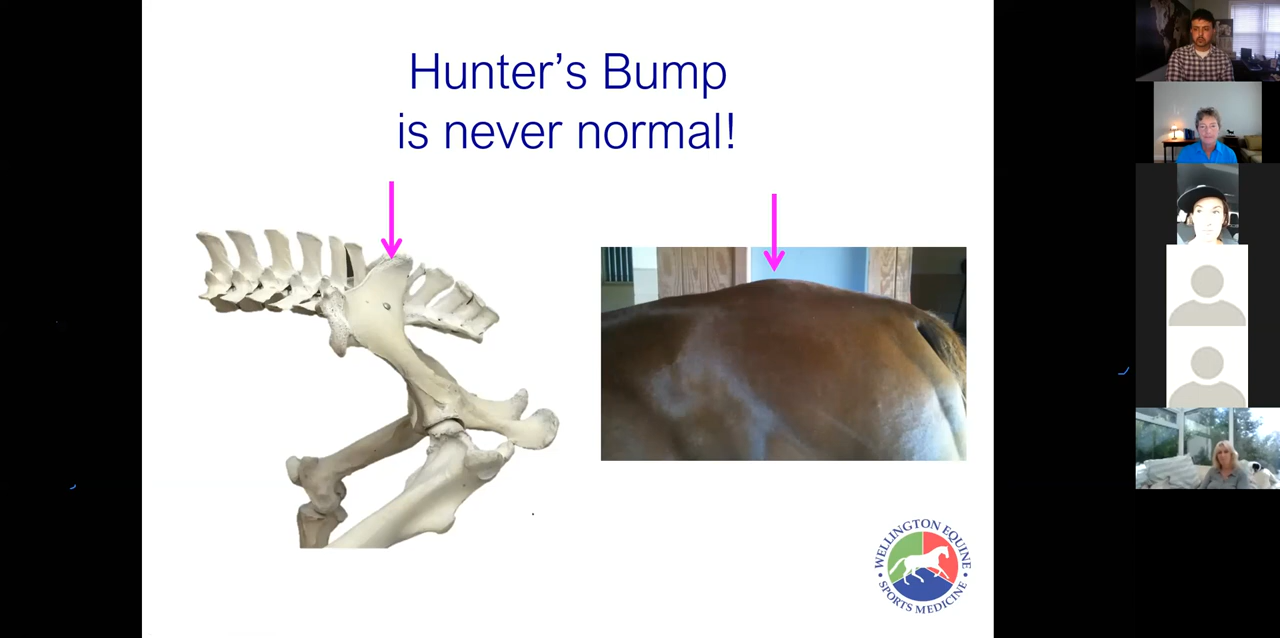 Hunter's Bump
is never normal!
WELLINGTON EQUINE
• SPORTS MEDICINE •